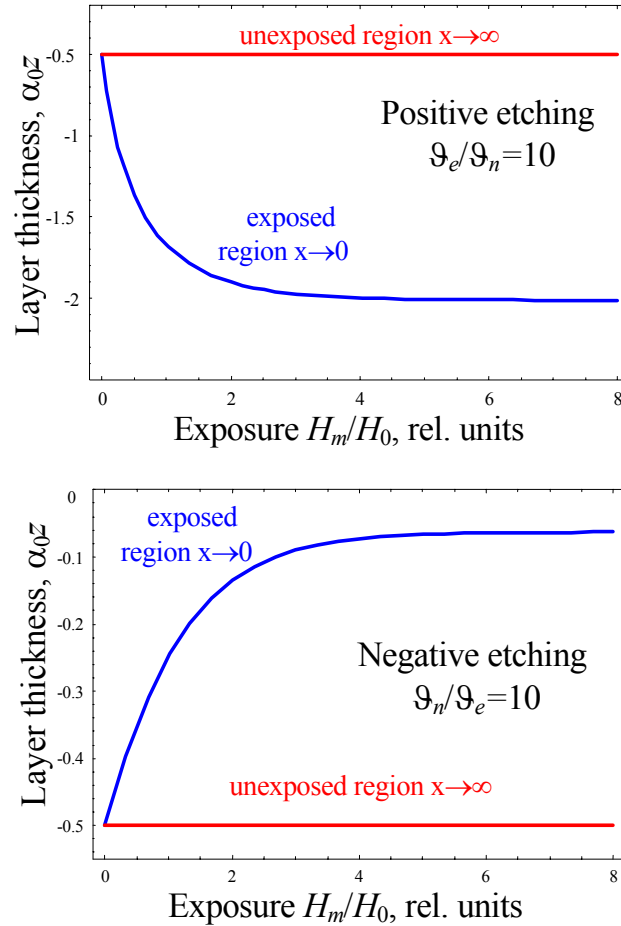 unexposed region x→∞
Positive etching
ϑe/ϑn=10
exposed
region x→0
Layer thickness, α0z
-0.5
-1
-1.5
-2
0
2
4
6
8
Exposure Hm/H0, rel. units
0
exposed
region x→0
Negative etching
ϑn/ϑe=10
unexposed region x→∞
Layer thickness, α0z
-0.1
-0.2
-0.3
-0.4
-0.5
0
2
4
6
8
Exposure Hm/H0, rel. units